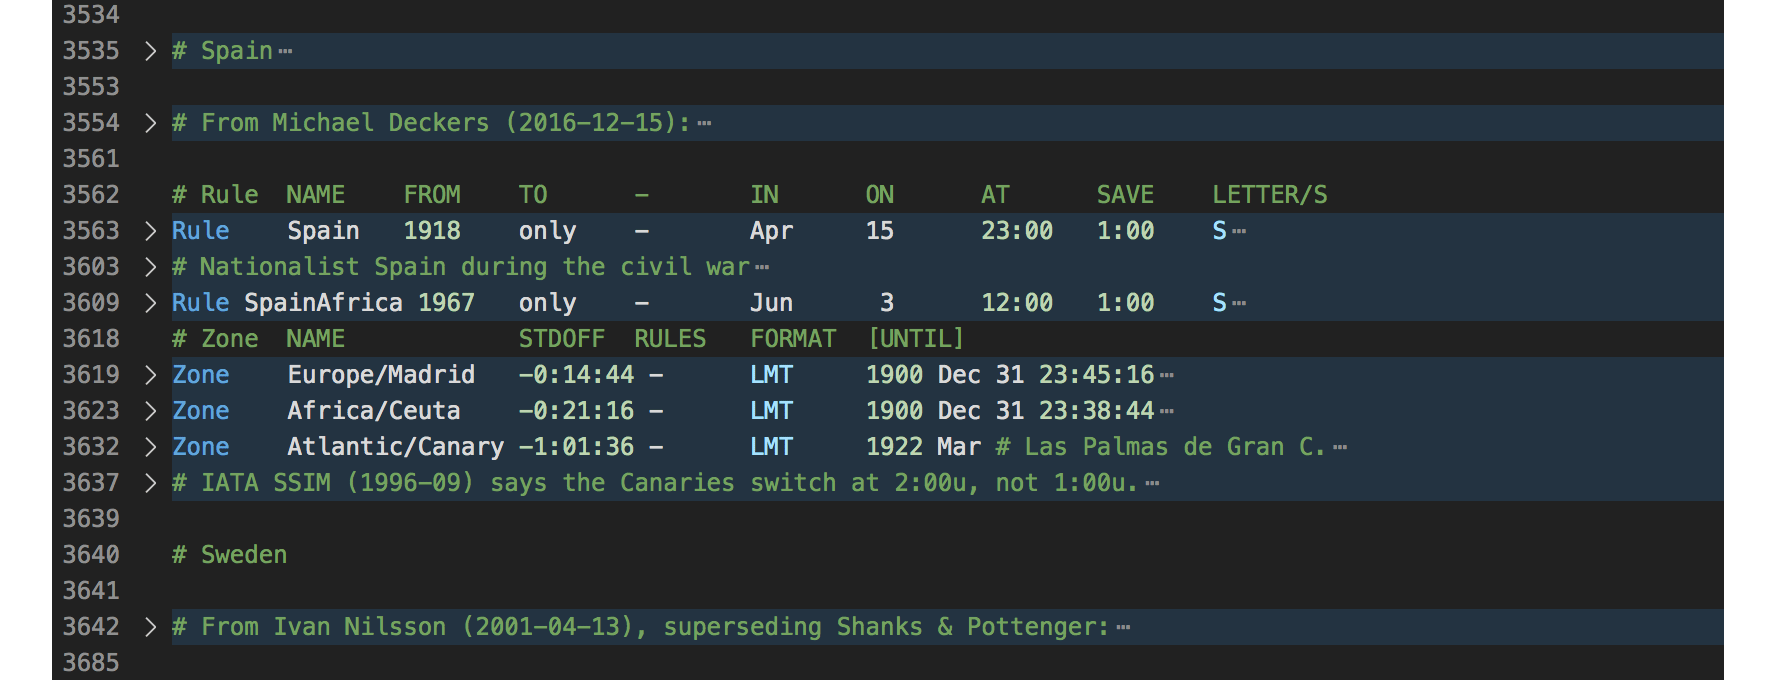 3534
3535 > # Spain⋯
3553
3554 > # From Michael Deckers (2016-12-15):⋯
3561
3562 # Rule NAME FROM TO - IN ON AT SAVE LETTER/S
3563 > Rule Spain 1918 only - Apr 15 23:00 1:00 S⋯
3603 > # Nationalist Spain during the civil war⋯
3609 > Rule SpainAfrica 1967 only - Jun 3 12:00 1:00 S⋯
3618 # Zone NAME STDOFF RULES FORMAT [UNTIL]
3619 > Zone Europe/Madrid -0:14:44 - LMT 1900 Dec 31 23:45:16⋯
3623 > Zone Africa/Ceuta -0:21:16 - LMT 1900 Dec 31 23:38:44⋯
3632 > Zone Atlantic/Canary -1:01:36 - LMT 1922 Mar # Las Palmas de Gran C.⋯
3637 > # IATA SSIM (1996-09) says the Canaries switch at 2:00u, not 1:00u.⋯
3639
3640 # Sweden
3641
3642 > # From Ivan Nilsson (2001-04-13), superseding Shanks & Pottenger:⋯
3685